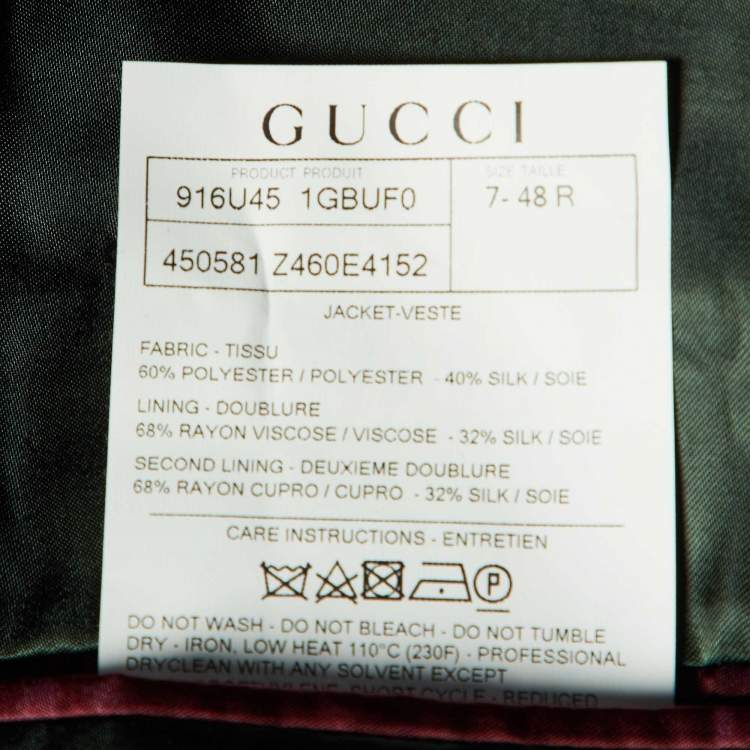 GUCCI
PRODUCT PRODUIT
SIZE TAILLE
916U45 1GBUF0
7- 48 R
450581 Z460E4152
JACKET-VESTE
FABRIC - TISSU
60% POLYESTER / POLYESTER - 40% SILK / SOIE
LINING - DOUBLURE
68% RAYON VISCOSE / VISCOSE - 32% SILK / SOIE
SECOND LINING - DEUXIEME DOUBLURE
68% RAYON CUPRO / CUPRO - 32% SILK / SOIE
CARE INSTRUCTIONS - ENTRETIEN
P
DO NOT WASH - DO NOT BLEACH - DO NOT TUMBLE
DRY - IRON, LOW HEAT 110°C (230F) - PROFESSIONAL
DRYCLEAN WITH ANY SOLVENT EXCEPT
SHORT CYCLE - REDUCED